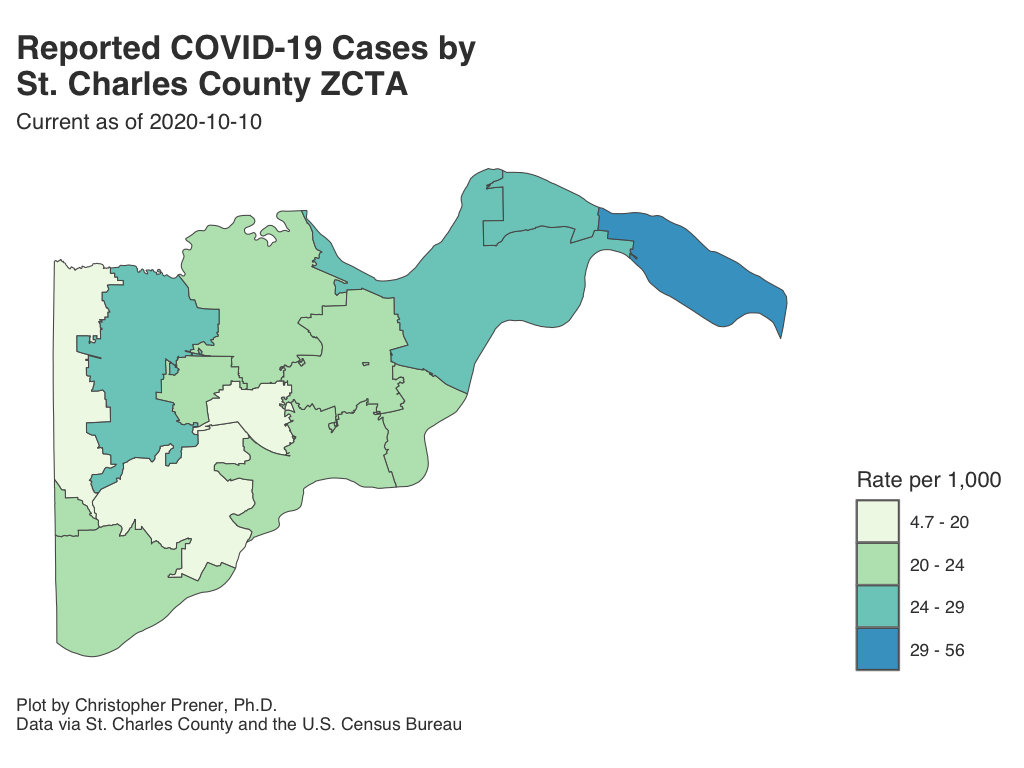 Reported COVID-19 Cases by
St. Charles County ZCTA
Current as of 2020-10-10
Rate per 1,000
4.7 - 20
20 - 24
24 - 29
29 - 56
Plot by Christopher Prener, Ph.D.
Data via St. Charles County and the U.S. Census Bureau